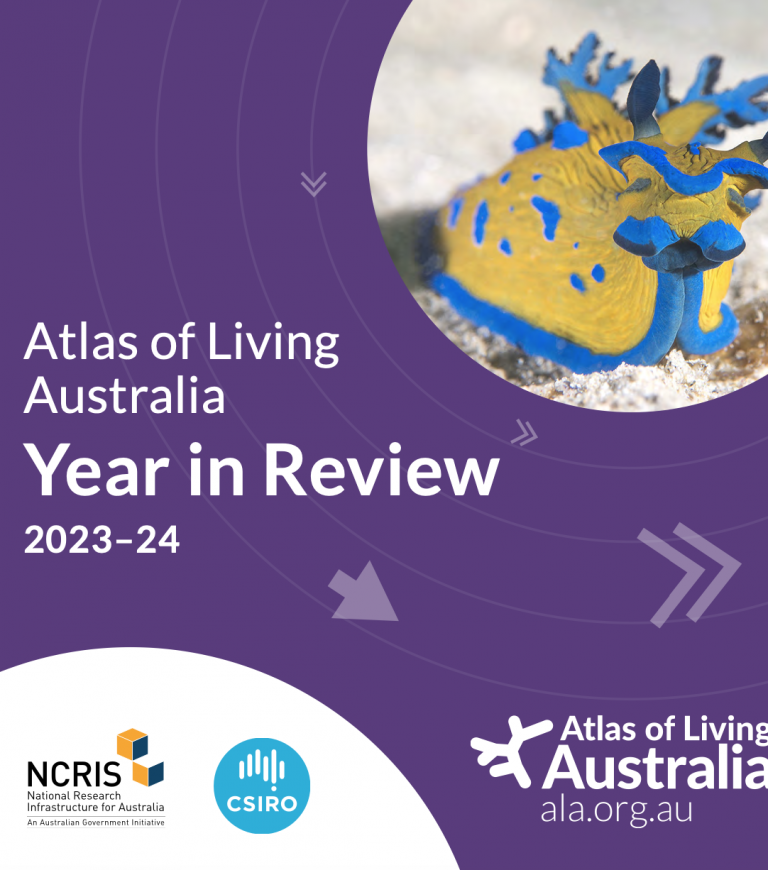 Atlas of Living
Australia
Year in Review
2023–24
NCRIS
National Research
Infrastructure for Australia
An Australian Government Initiative
CSIRO
Atlas of Living
Australia
ala.org.au